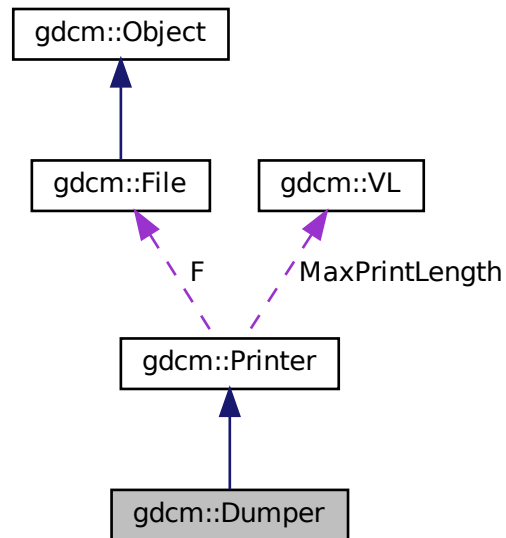 gdcm::Object
gdcm::File
gdcm::VL
F
MaxPrintLength
gdcm::Printer
gdcm::Dumper